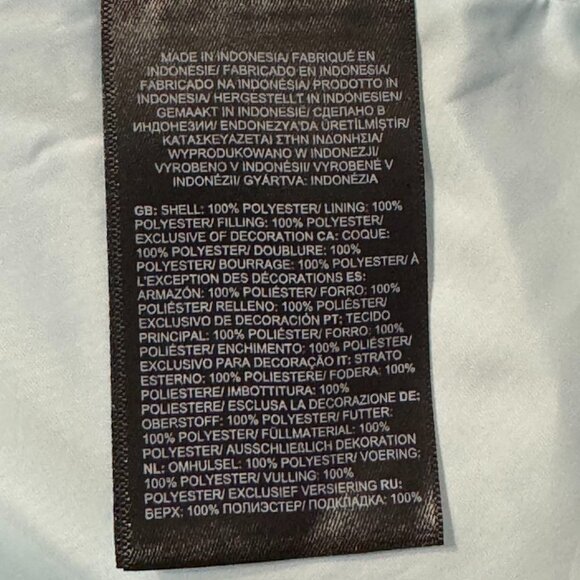 MADE IN INDONESIA/ FABRIQUÉ EN
INDONÉSIE/ FABRICADO EN INDONESIA/
FABRICADO NA INDONÉSIA/ PRODOTTO IN
INDONESIA/ HERGESTELLT IN INDONESIEN/
GEMAAKT IN INDONESIË/ СДЕЛАНО В
ИНДОНЕЗИИ/ ENDONEZYA'DA ÜRETİLMİŞTİR/
ΚΑΤΑΣΚΕΥΑΖΕΤΑΙ ΣΤΗΝ ΙΝΔΟΝΗΣΙΑ/
WYPRODUKOWANO W INDONEZJI/
VYROBENO V INDONÉSII/ VYROBENÉ V
INDONÉZII/ GYÁRTVA: INDONÉZIA
GB: SHELL: 100% POLYESTER/ LINING: 100%
POLYESTER/ FILLING: 100% POLYESTER/
EXCLUSIVE OF DECORATION CA: COQUE:
100% POLYESTER/ DOUBLURE: 100%
POLYESTER/ BOURRAGE: 100% POLYESTER/ À
L'EXCEPTION DES DÉCORATIONS ES:
ARMAZÓN: 100% POLIÉSTER/ FORRO: 100%
POLIÉSTER/ RELLENO: 100% POLIÉSTER/
EXCLUSIVO DE DECORACIÓN PT: TECIDO
PRINCIPAL: 100% POLIÉSTER/ FORRO: 100%
POLIÉSTER/ ENCHIMENTO: 100% POLIÉSTER/
EXCLUSIVO PARA DECORAÇÃO IT: STRATO
ESTERNO: 100% POLIESTERE/ FODERA: 100%
POLIESTERE/ IMBOTTITURA: 100%
POLIESTERE/ ESCLUSA LA DECORAZIONE DE:
OBERSTOFF: 100% POLYESTER/ FUTTER:
100% POLYESTER/ FÜLLMATERIAL: 100%
POLYESTER/ AUSSCHLIEßLICH DEKORATION
NL: OMHULSEL: 100% POLYESTER/ VOERING:
100% POLYESTER/ VULLING: 100%
POLYESTER/ EXCLUSIEF VERSIERING RU:
ВЕРХ: 100% ПОЛИЭСТЕР/ ПОДКЛАДКА: 100%